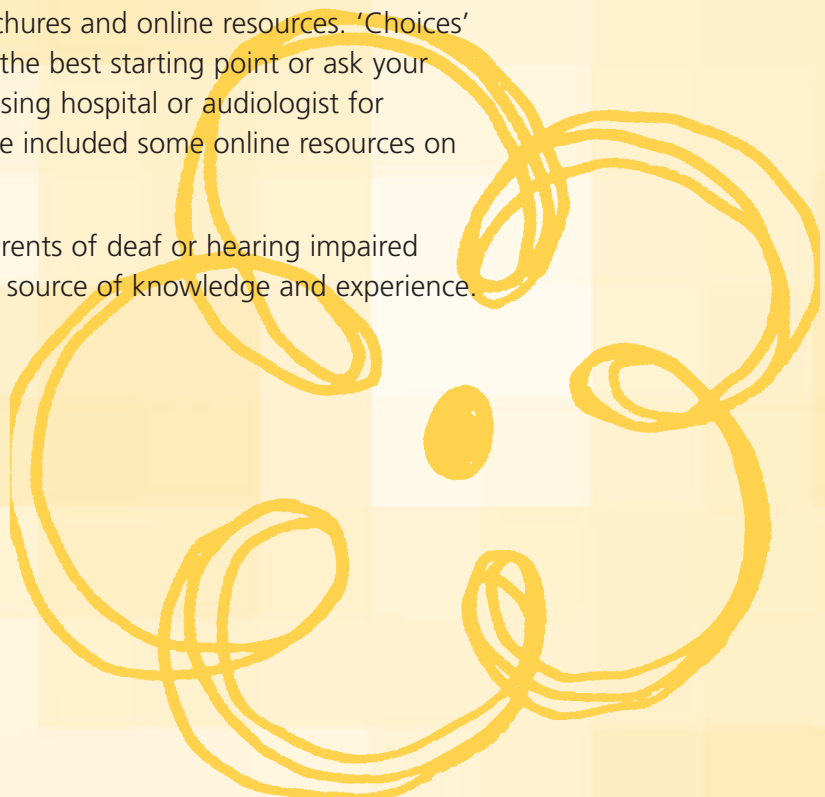 chures and online resources. ‘Choices’
the best starting point or ask your
sing hospital or audiologist for
e included some online resources on
rents of deaf or hearing impaired
source of knowledge and experience.